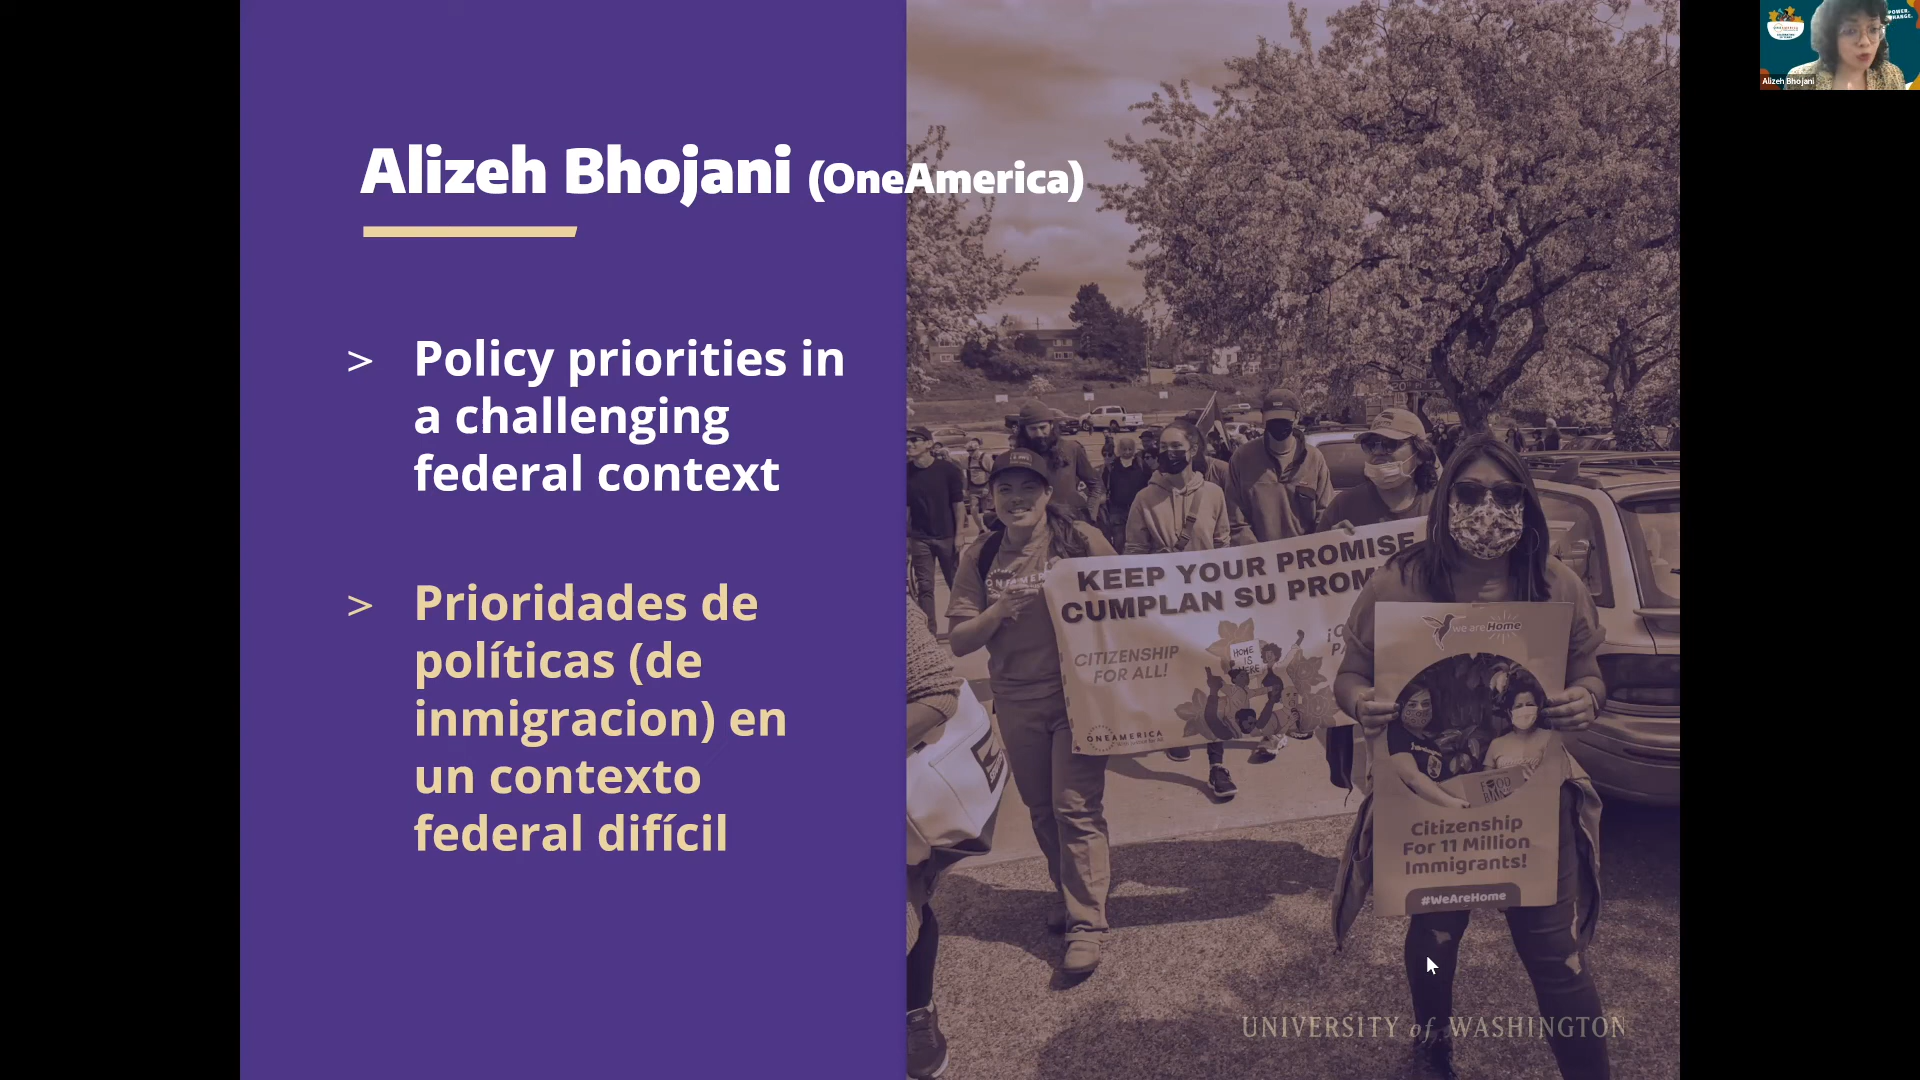 Alizeh Bhojani (OneAmerica)
> Policy priorities in
a challenging
federal context
> Prioridades de
políticas (de
inmigracion) en
un contexto
federal difícil
KEEP YOUR PROMISE
CUMPLAN SU PROM
CITIZENSHIP
FOR ALL!
HOME
IS
HERE
ONEAMERICA
we are Home
Citizenship
For 11 Million
Immigrants!
#WeAreHome
UNIVERSITY of WASHINGTON
Alizeh Bhojani